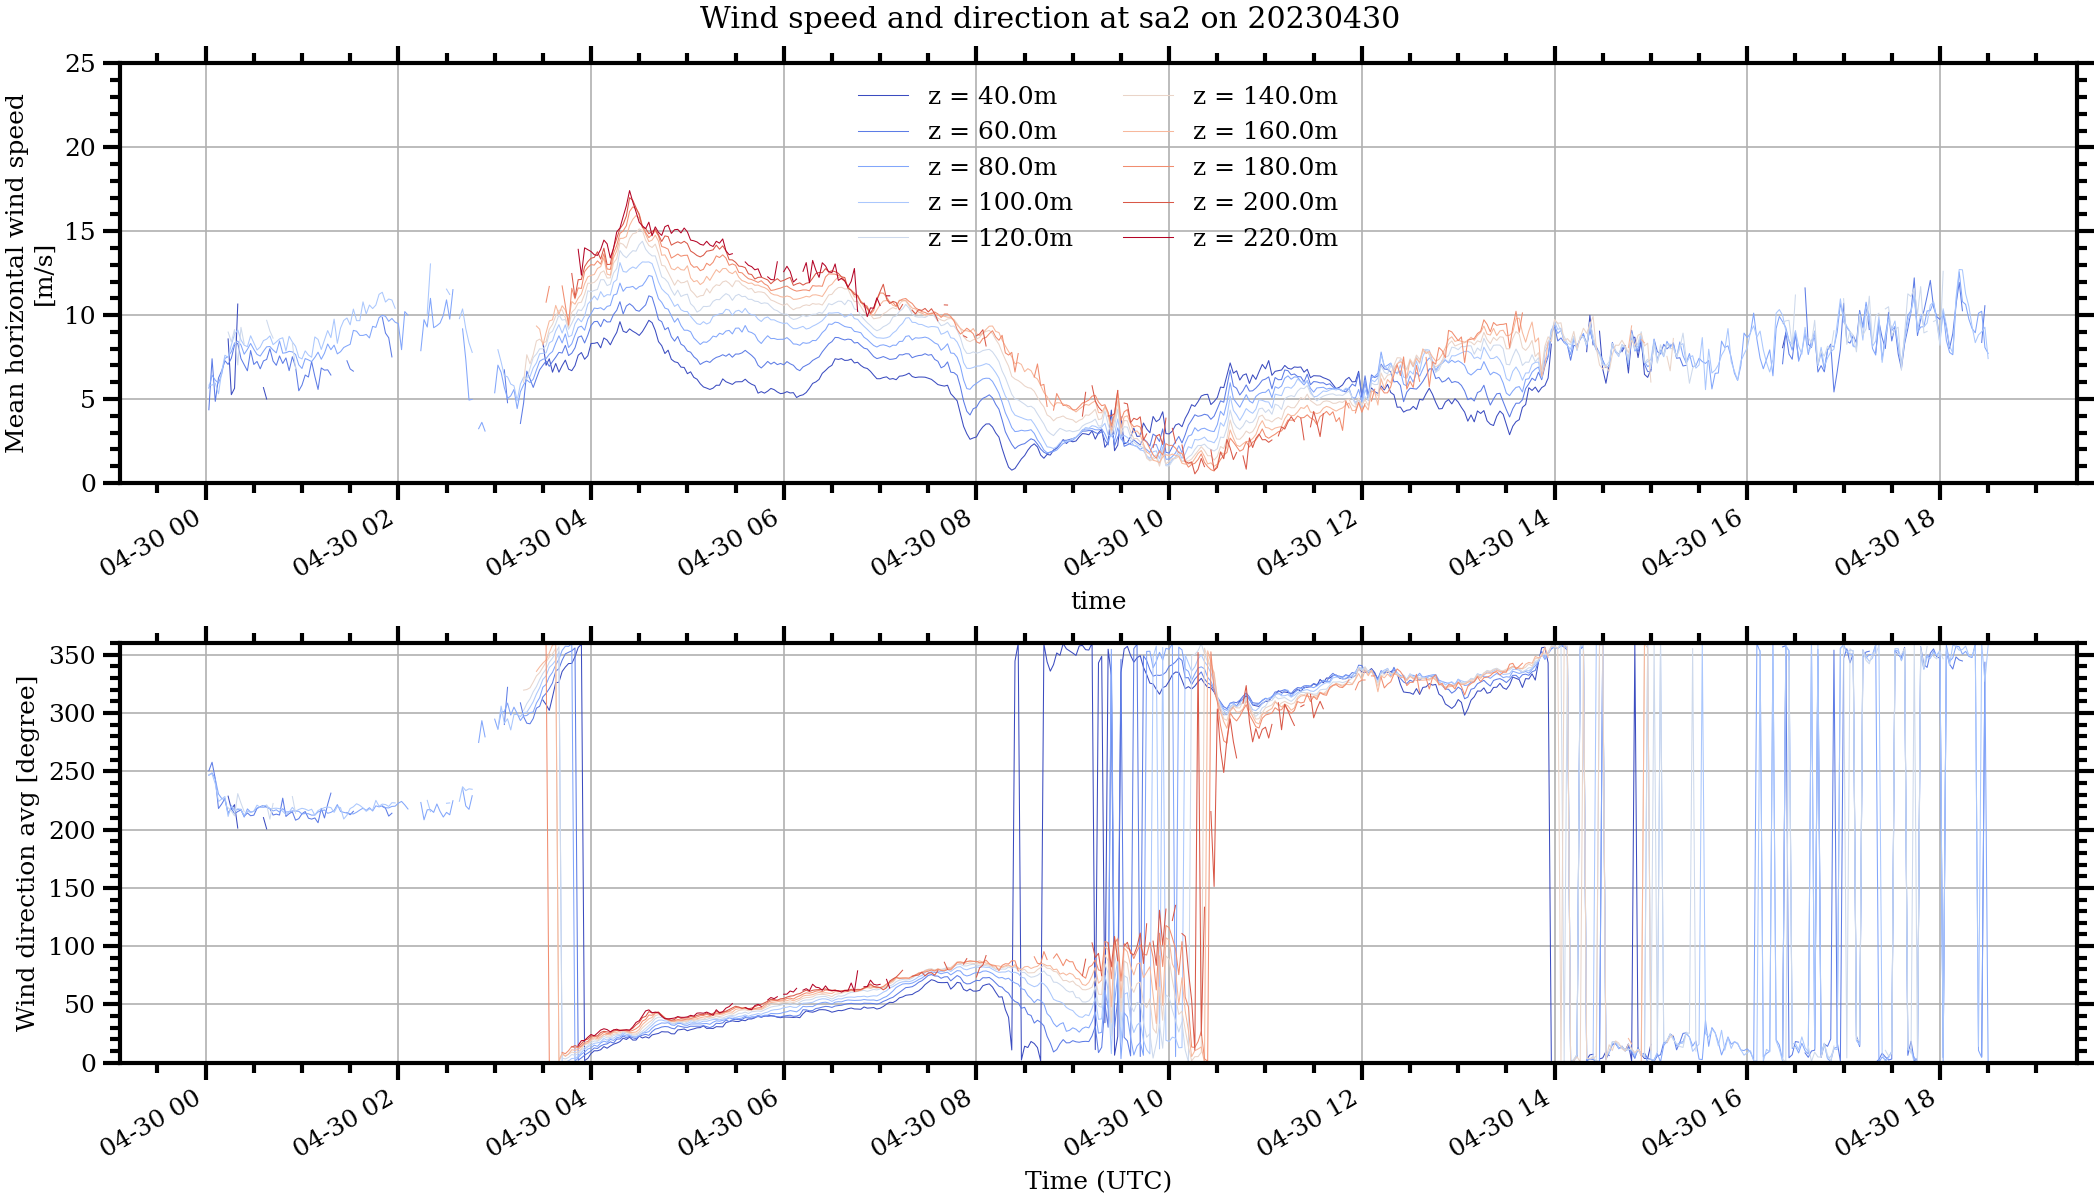 Wind speed and direction at sa2 on 20230430
Mean horizontal wind speed
[m/s]
25
20
15
10
5
0
z = 40.0m
z = 60.0m
z = 80.0m
z = 100.0m
z = 120.0m
z = 140.0m
z = 160.0m
z = 180.0m
z = 200.0m
z = 220.0m
04-30 00
04-30 02
04-30 04
04-30 06
04-30 08
04-30 10
04-30 12
04-30 14
04-30 16
04-30 18
time
Wind direction avg [degree]
350
300
250
200
150
100
50
0
04-30 00
04-30 02
04-30 04
04-30 06
04-30 08
04-30 10
04-30 12
04-30 14
04-30 16
04-30 18
Time (UTC)